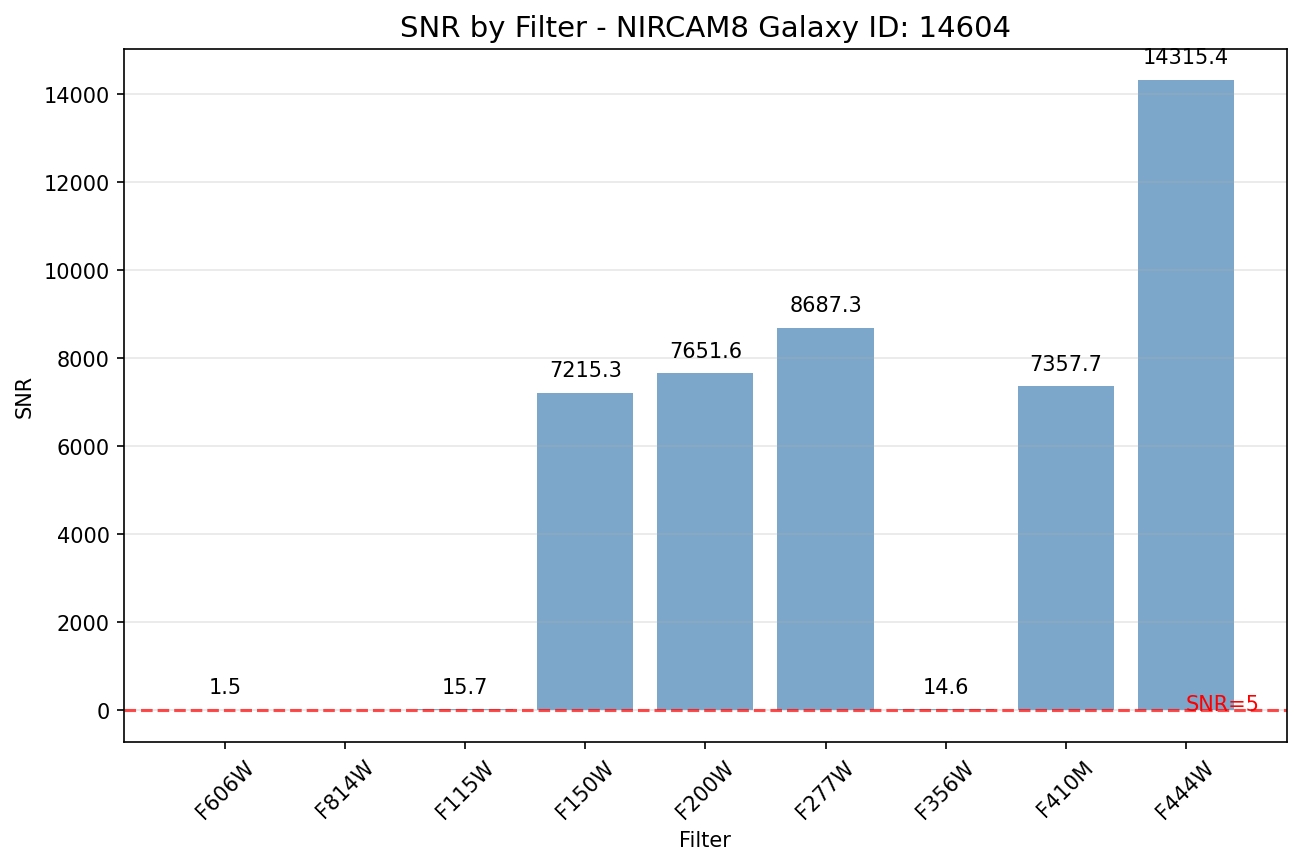 SNR by Filter - NIRCAM8 Galaxy ID: 14604
14315.4
14000
12000
10000
8687.3
8000
7651.6
7357.7
7215.3
6000
4000
2000
1.5
15.7
14.6
0
SNR=5
SNR
F606W
F814W
F115W
F150W
F200W
F277W
F356W
F410M
F444W
Filter